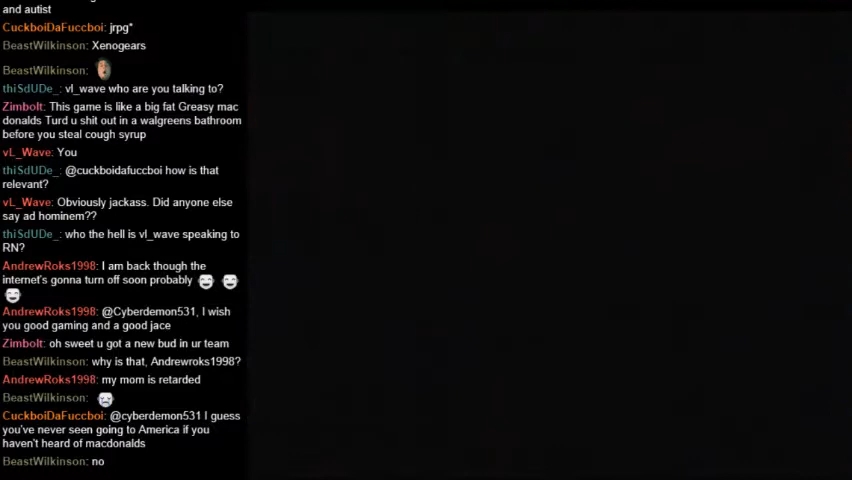 and autist
CuckboiDaFuccboi: jrpg*
BeastWilkinson: Xenogears
BeastWilkinson:
thiSdUDe_: vl_wave who are you talking to?
Zimbolt: This game is like a big fat Greasy mac
donalds Turd u shit out in a walgreens bathroom
before you steal cough syrup
vL_Wave: You
thiSdUDe_: @cuckboidafuccboi how is that
relevant?
vL_Wave: Obviously jackass. Did anyone else
say ad hominem??
thiSdUDe_: who the hell is vl_wave speaking to
RN?
AndrewRoks1998: I am back though the
internet's gonna turn off soon probably
AndrewRoks1998: @Cyberdemon531, I wish
you good gaming and a good jace
Zimbolt: oh sweet u got a new bud in ur team
BeastWilkinson: why is that, Andrewroks1998?
AndrewRoks1998: my mom is retarded
BeastWilkinson:
CuckboiDaFuccboi: @cyberdemon531 I guess
you've never seen going to America if you
haven't heard of macdonalds
BeastWilkinson: no